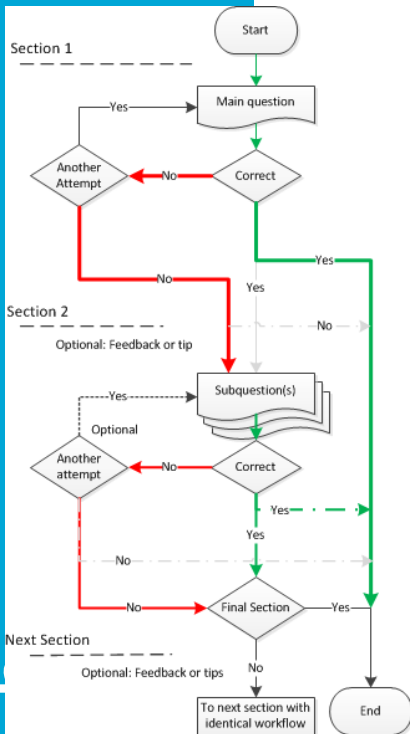 Start
Section 1
Yes
Main question
Another
Attempt
No
Correct
Yes
No
Yes
Section 2
No
Optional: Feedback or tip
Yes
Subquestion(s)
Optional
Another
attempt
No
Correct
Yes
Yes
No
No
Final Section
Yes
Next Section
No
Optional: Feedback or tips
To next section with
identical workflow
End